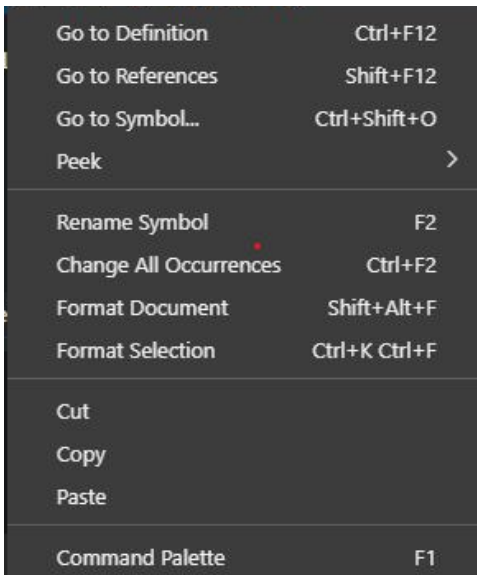 Go to Definition Ctrl+F12
Go to References Shift+F12
Go to Symbol... Ctrl+Shift+O
Peek >
Rename Symbol F2
Change All Occurrences Ctrl+F2
Format Document Shift+Alt+F
Format Selection Ctrl+K Ctrl+F
Cut
Copy
Paste
Command Palette F1